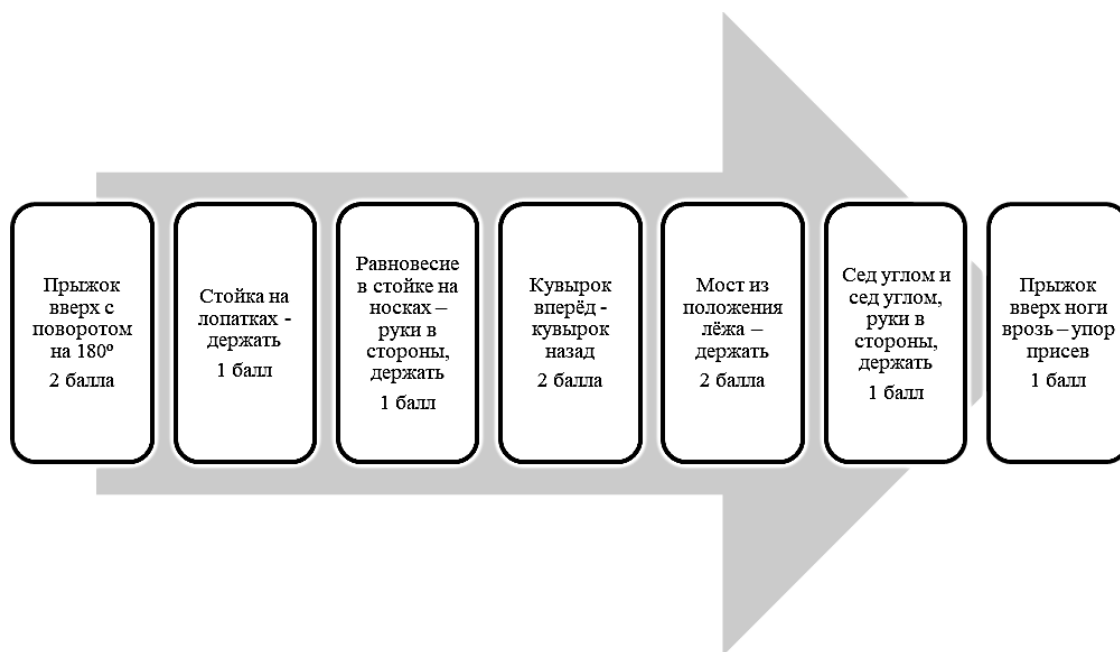 Прыжок
вверх с
поворотом
на 180º
2 балла
Стойка на
лопатках -
держать
1 балл
Равновесие
в стойке на
носках –
руки в
стороны,
держать
1 балл
Кувырок
вперёд -
кувырок
назад
2 балла
Мост из
положения
лёжа –
держать
2 балла
Сед углом и
сед углом,
руки в
стороны,
держать
1 балл
Прыжок
вверх ноги
врозь – упор
присев
1 балл